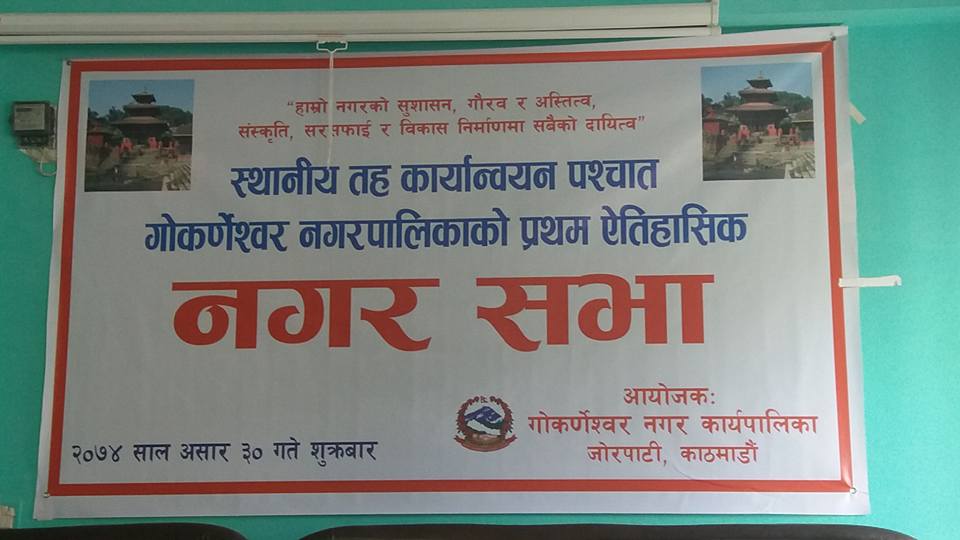 "हाम्रो नगरको सुशासन, गौरव र अस्तित्व,
संस्कृति, सरसफाई र विकास निर्माणमा सबैको दायित्व"
स्थानीय तह कार्यान्वयन पश्चात
गोकर्णेश्वर नगरपालिकाको प्रथम ऐतिहासिक
नगर सभा
२०७४ साल असार ३० गते शुक्रबार
आयोजकः
गोकर्णेश्वर नगर कार्यपालिका
जोरपाटी, काठमाडौं